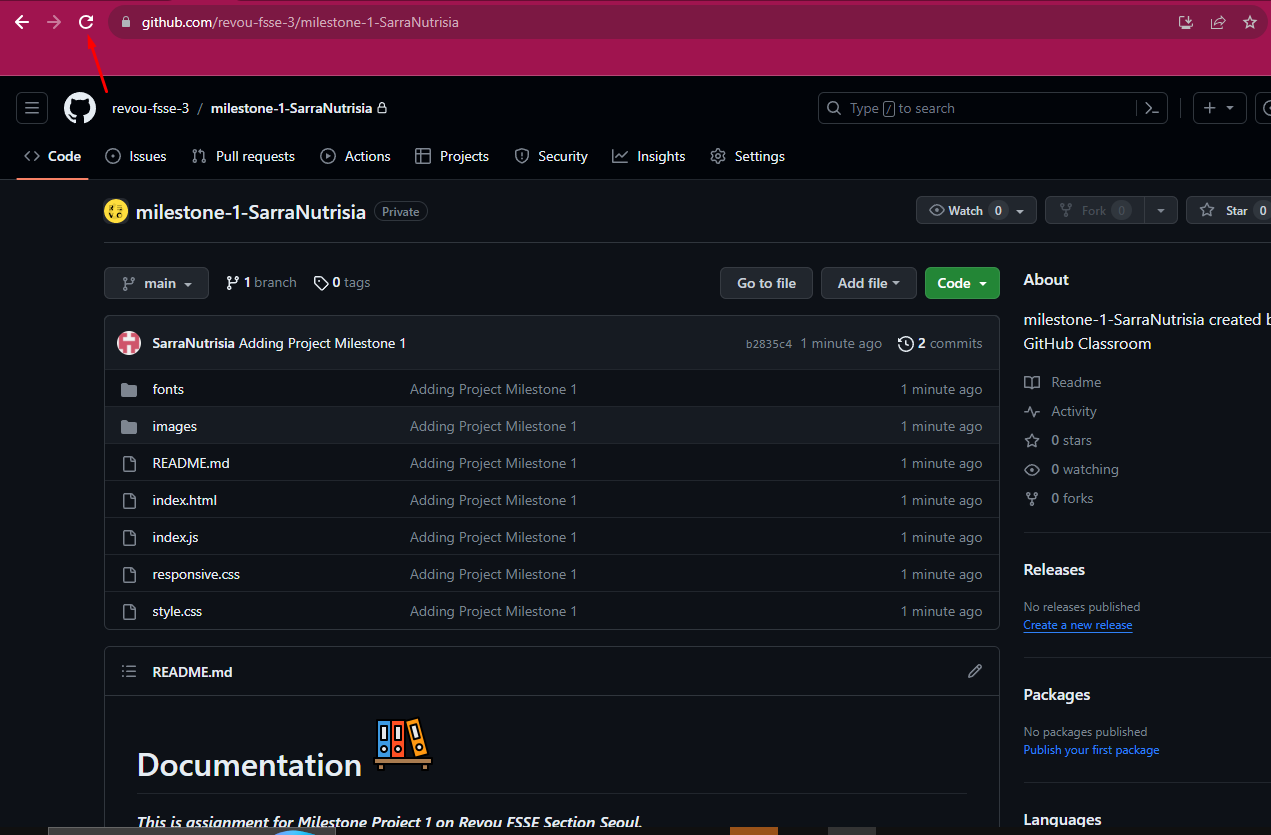 github.com/revou-fsse-3/milestone-1-SarraNutrisia
revou-fsse-3 / milestone-1-SarraNutrisia
Type / to search
Code Issues Pull requests Actions Projects Security Insights Settings
milestone-1-SarraNutrisia Private
Watch 0 Fork 0 Star 0
main 1 branch 0 tags Go to file Add file Code
SarraNutrisia Adding Project Milestone 1 b2835c4 1 minute ago 2 commits
fonts Adding Project Milestone 1 1 minute ago
images Adding Project Milestone 1 1 minute ago
README.md Adding Project Milestone 1 1 minute ago
index.html Adding Project Milestone 1 1 minute ago
index.js Adding Project Milestone 1 1 minute ago
responsive.css Adding Project Milestone 1 1 minute ago
style.css Adding Project Milestone 1 1 minute ago
README.md
Documentation
This is assignment for Milestone Project 1 on Revou FSSE Section Seoul.
About
milestone-1-SarraNutrisia created
GitHub Classroom
Readme
Activity
0 stars
0 watching
0 forks
Releases
No releases published
Create a new release
Packages
No packages published
Publish your first package
Languages